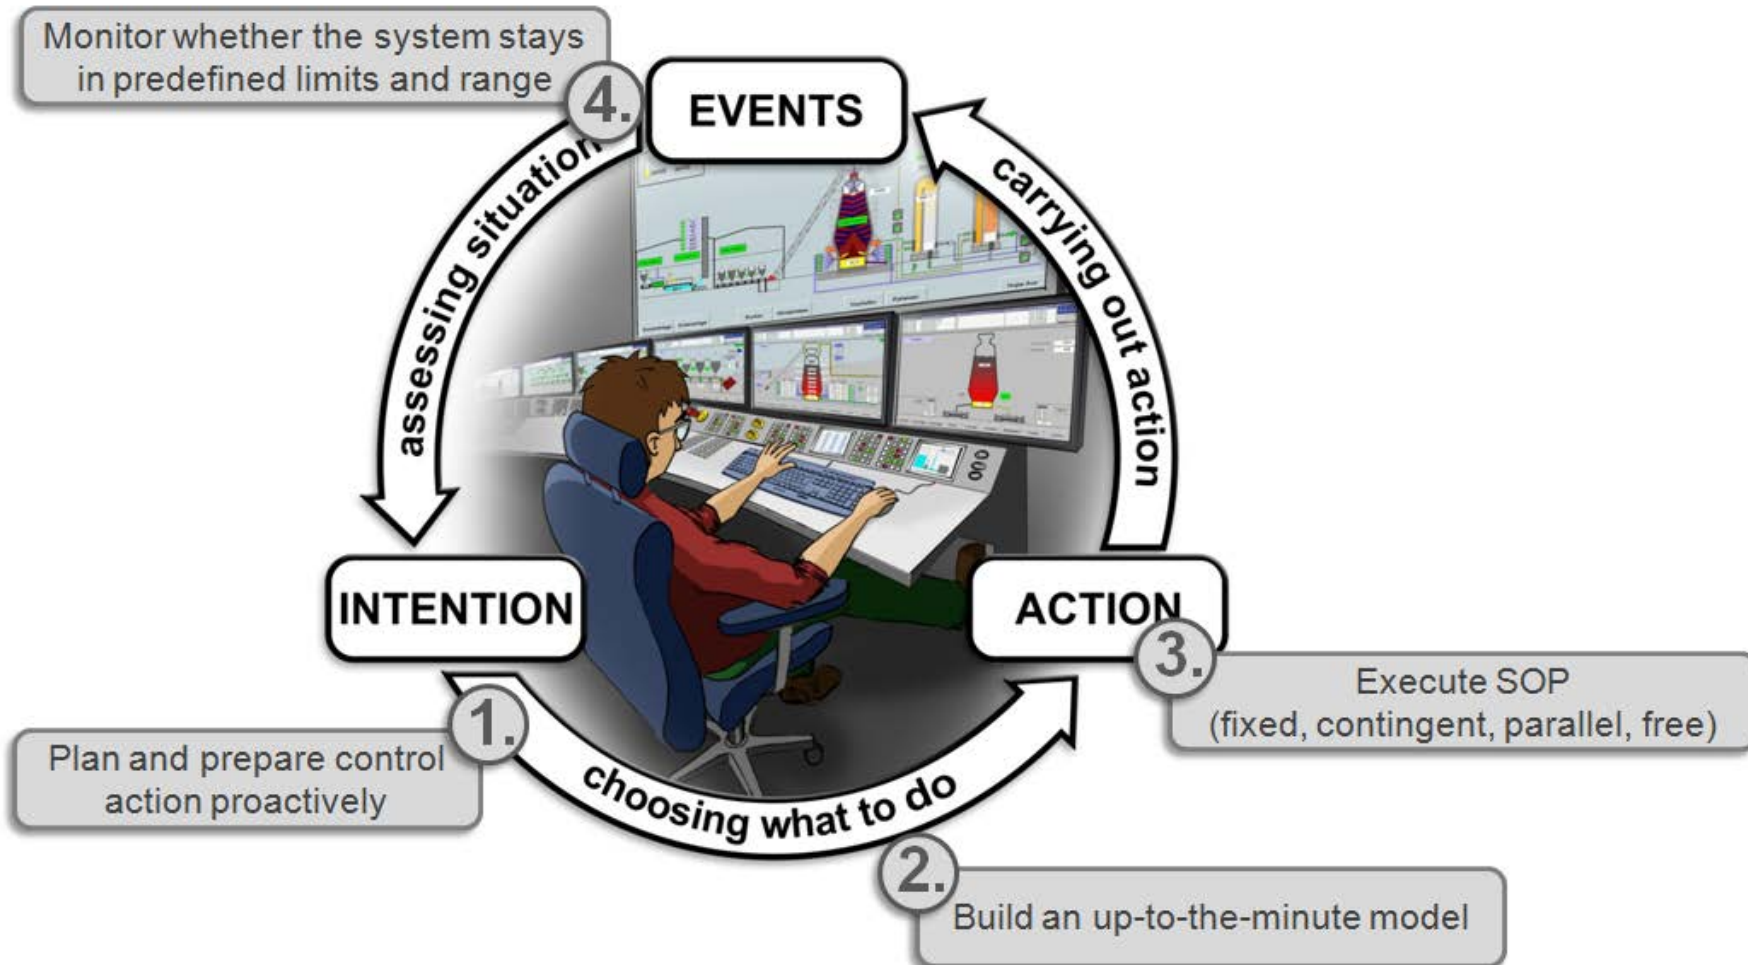 Monitor whether the system stays
in predefined limits and range
4.
EVENTS
assessing situation
carrying out action
INTENTION
ACTION
3.
Execute SOP
(fixed, contingent, parallel, free)
1.
Plan and prepare control
action proactively
choosing what to do
2.
Build an up-to-the-minute model